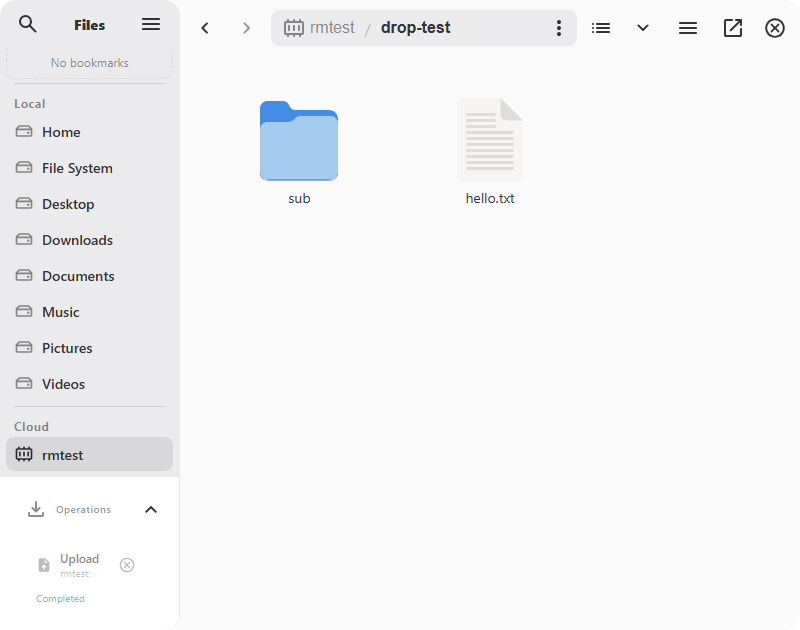 Files
rmtest / drop-test
No bookmarks
Local
Home
File System
Desktop
Downloads
Documents
Music
Pictures
Videos
Cloud
rmtest
Operations
Upload
rmtest:
Completed
sub
hello.txt